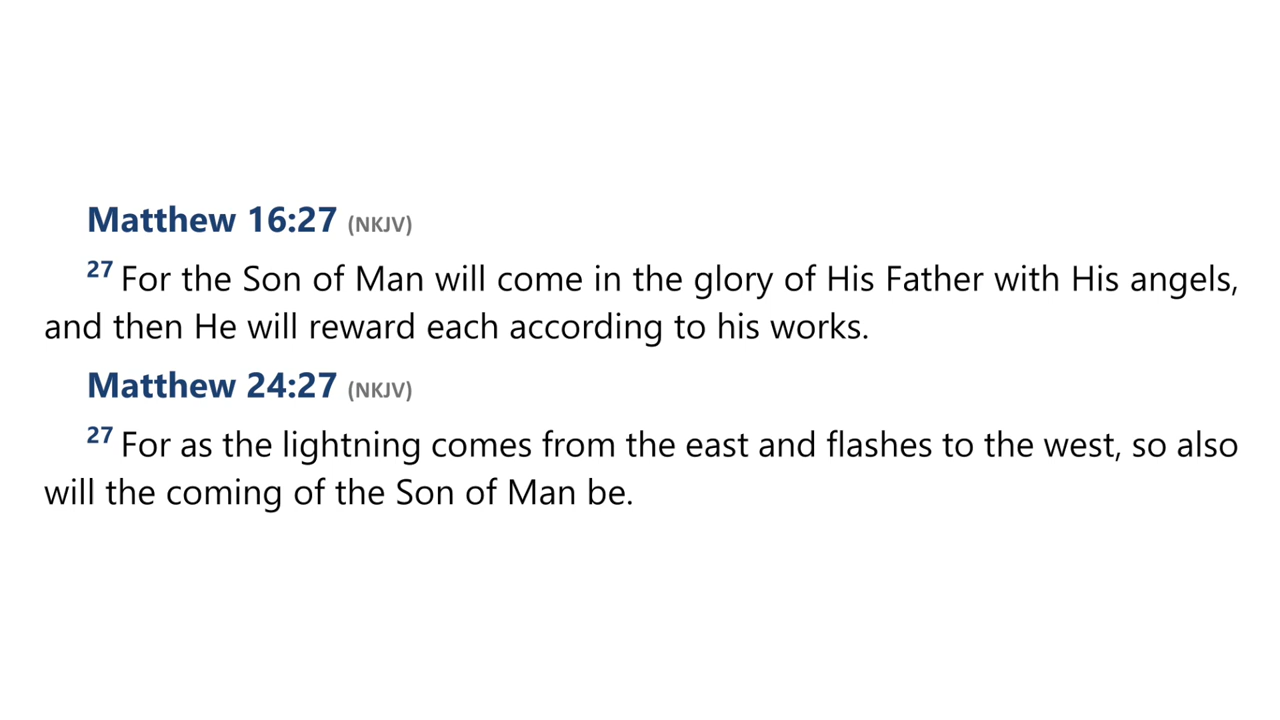 Matthew 16:27 (NKJV)
27 For the Son of Man will come in the glory of His Father with His angels,
and then He will reward each according to his works.
Matthew 24:27 (NKJV)
27 For as the lightning comes from the east and flashes to the west, so also
will the coming of the Son of Man be.